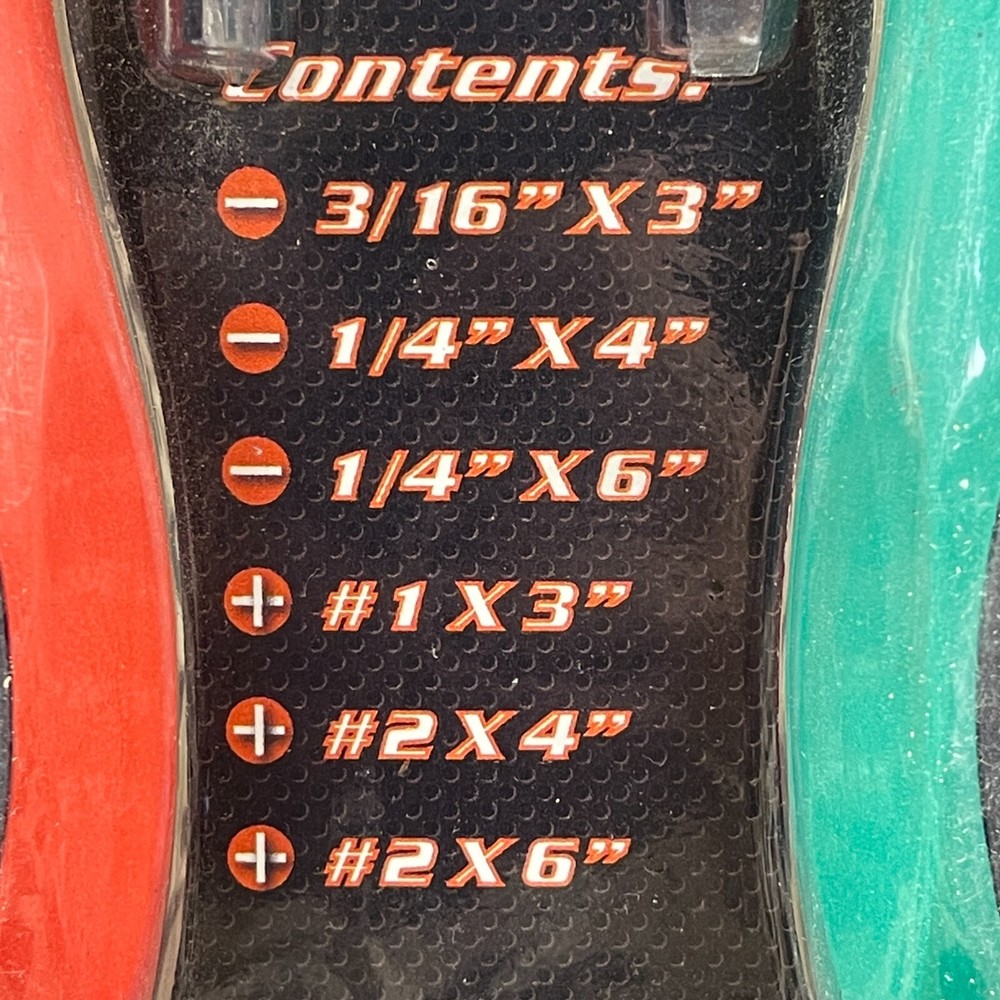 Contents:
3/16” X 3”
1/4” X 4”
1/4” X 6”
#1 X 3”
#2 X 4”
#2 X 6”